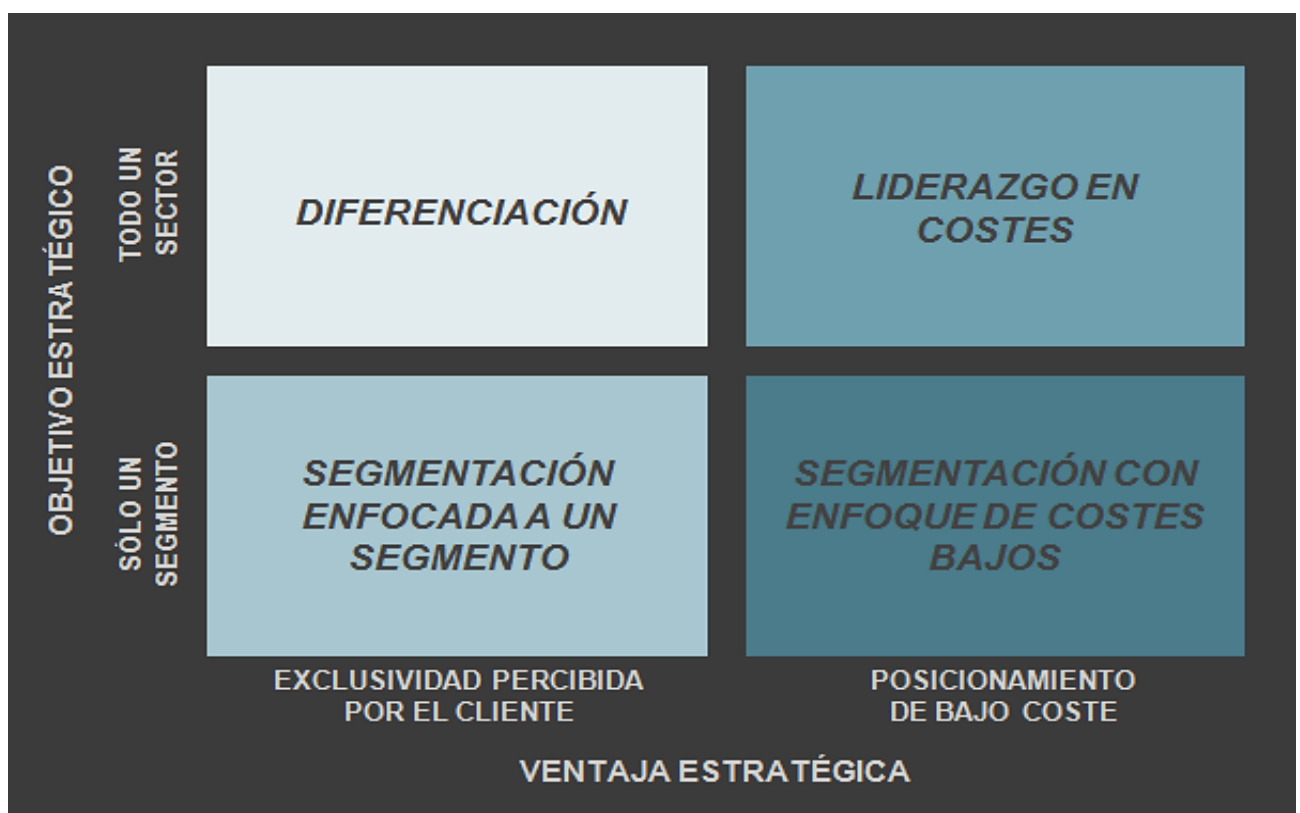 OBJETIVO ESTRATÉGICO
TODO UN
SECTOR
DIFERENCIACIÓN
LIDERAZGO EN
COSTES
SÓLO UN
SEGMENTO
SEGMENTACIÓN
ENFOCADA A UN
SEGMENTO
SEGMENTACIÓN CON
ENFOQUE DE COSTES
BAJOS
EXCLUSIVIDAD PERCIBIDA
POR EL CLIENTE
POSICIONAMIENTO
DE BAJO COSTE
VENTAJA ESTRATÉGICA